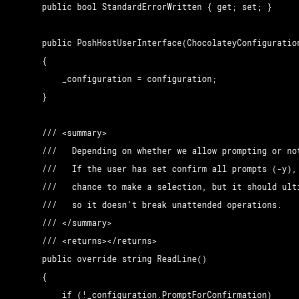 public bool StandardErrorWritten { get; set; }
public PoshHostUserInterface(ChocolateyConfiguration
{
_configuration = configuration;
}
/// <summary>
///   Depending on whether we allow prompting or not
///   If the user has set confirm all prompts (-y),
///   chance to make a selection, but it should ulti
///   so it doesn't break unattended operations.
/// </summary>
/// <returns></returns>
public override string ReadLine()
{
if (!_configuration.PromptForConfirmation)